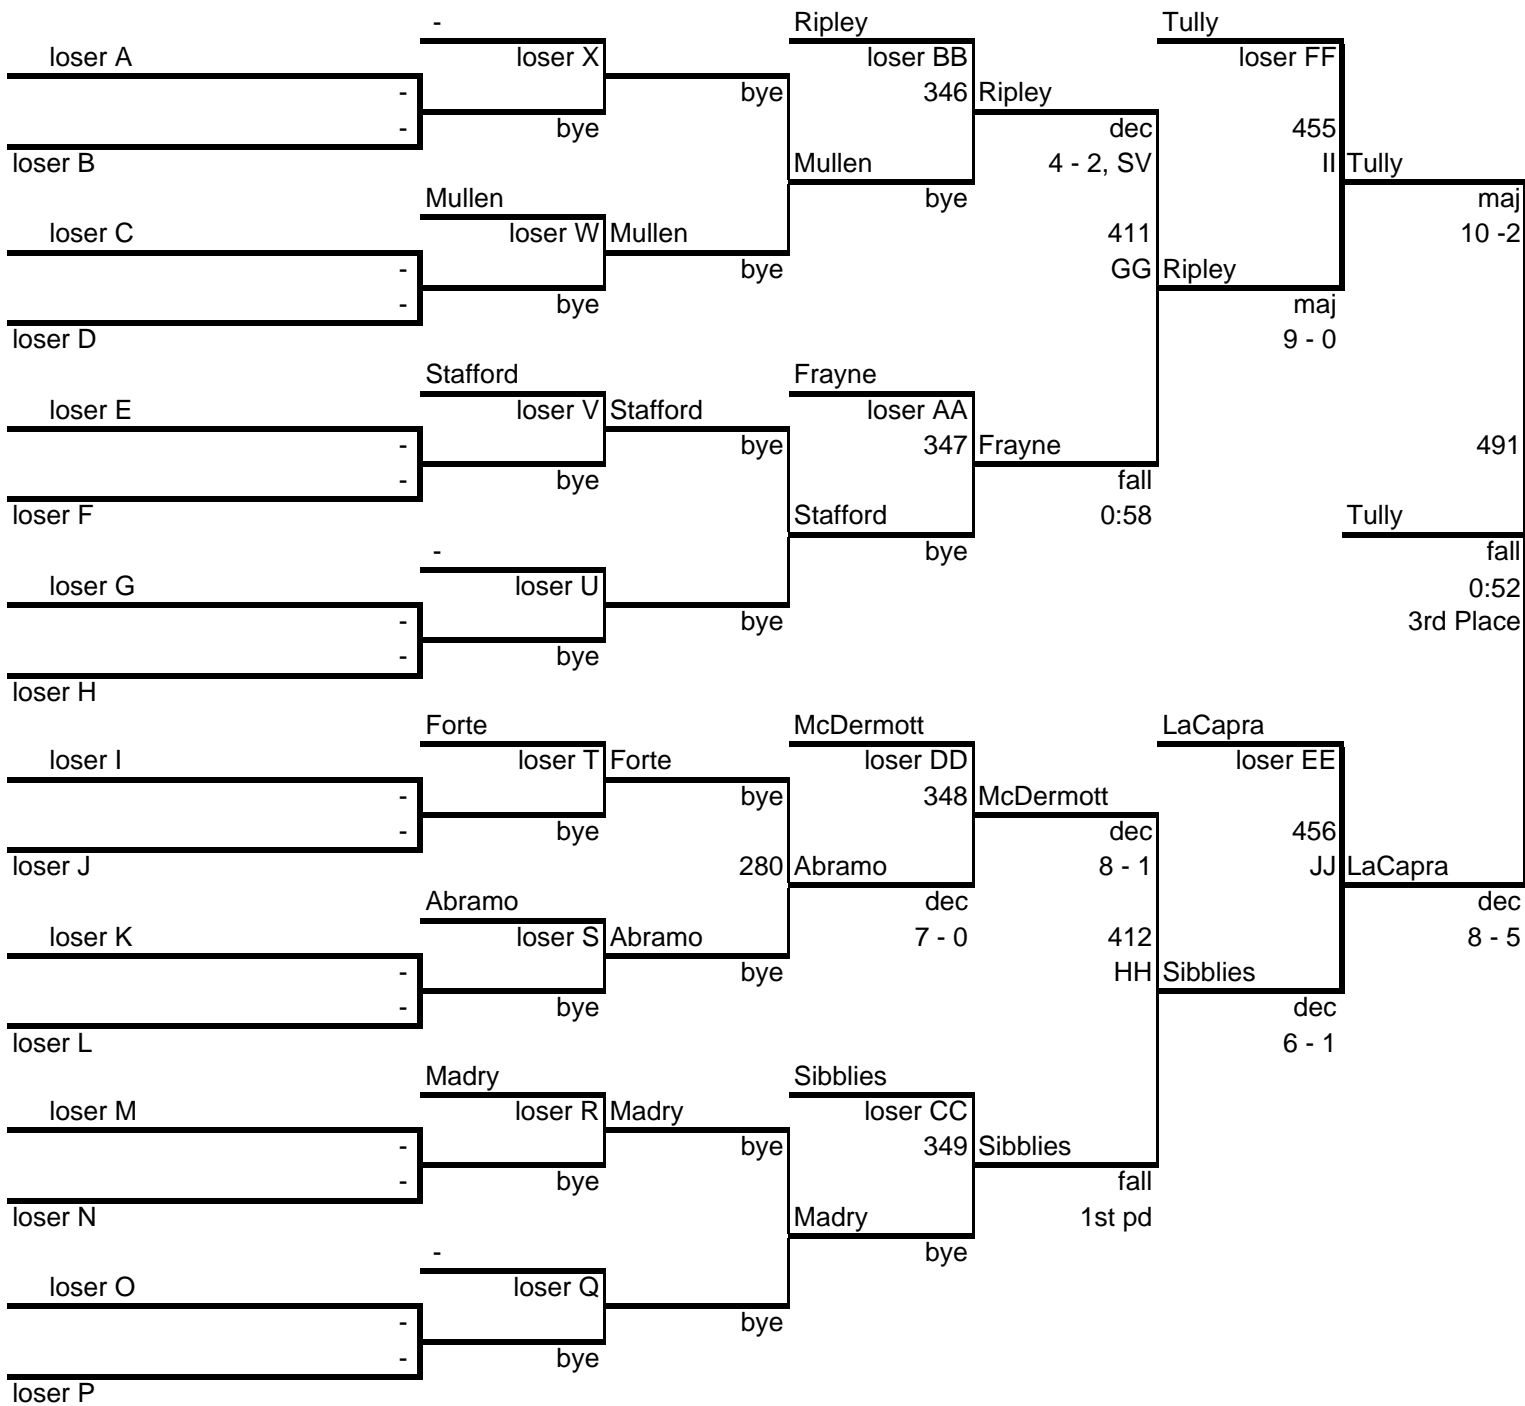 -
Ripley
Tully
loser A
loser X
loser BB
loser FF
-
bye
346 Ripley
-
bye
dec
455
loser B
Mullen
4 - 2, SV
II Tully
Mullen
bye
maj
loser C
loser W Mullen
411
10 -2
-
bye
GG Ripley
-
bye
maj
loser D
9 - 0
Stafford
Frayne
loser E
loser V Stafford
loser AA
-
bye
347 Frayne
491
-
bye
fall
loser F
Stafford
0:58
Tully
-
bye
fall
loser G
loser U
0:52
-
bye
3rd Place
-
bye
loser H
Forte
McDermott
LaCapra
loser I
loser T Forte
loser DD
loser EE
-
bye
348 McDermott
-
bye
dec
456
loser J
280 Abramo
8 - 1
JJ LaCapra
Abramo
dec
dec
loser K
loser S Abramo
7 - 0
412
8 - 5
-
bye
HH Sibblies
-
bye
dec
loser L
6 - 1
Madry
Sibblies
loser M
loser R Madry
loser CC
-
bye
349 Sibblies
-
bye
fall
loser N
Madry
1st pd
-
bye
loser O
loser Q
-
bye
-
bye
loser P